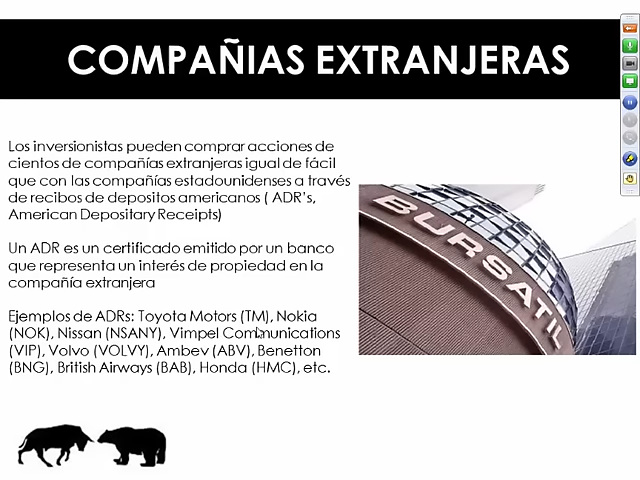 COMPAÑIAS EXTRANJERAS
Los inversionistas pueden comprar acciones de
cientos de compañías extranjeras igual de fácil
que con las compañías estadounidenses a través
de recibos de depositos americanos ( ADR's,
American Depositary Receipts)
Un ADR es un certificado emitido por un banco
que representa un interés de propiedad en la
compañía extranjera
Ejemplos de ADRs: Toyota Motors (TM), Nokia
(NOK), Nissan (NSANY), Vimpel Communications
(VIP), Volvo (VOLVY), Ambev (ABV), Benetton
(BNG), British Airways (BAB), Honda (HMC), etc.
BURSATIL